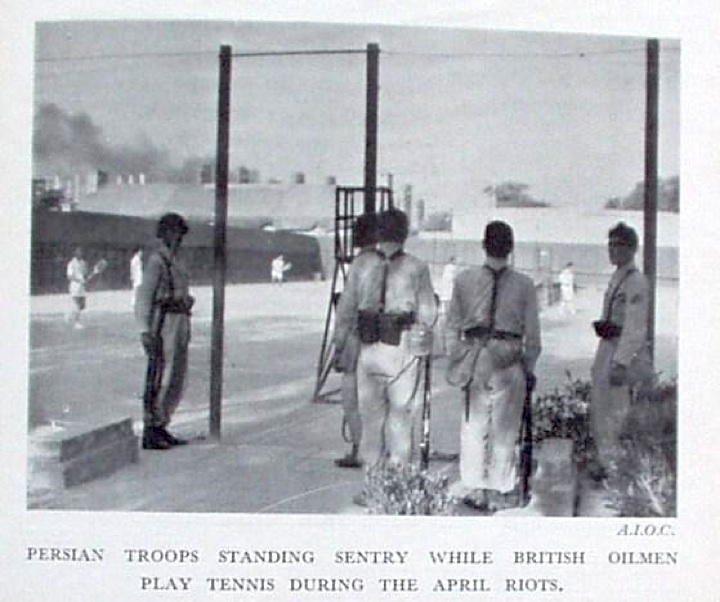 A.I.O.C.
PERSIAN TROOPS STANDING SENTRY WHILE BRITISH OILMEN
PLAY TENNIS DURING THE APRIL RIOTS.